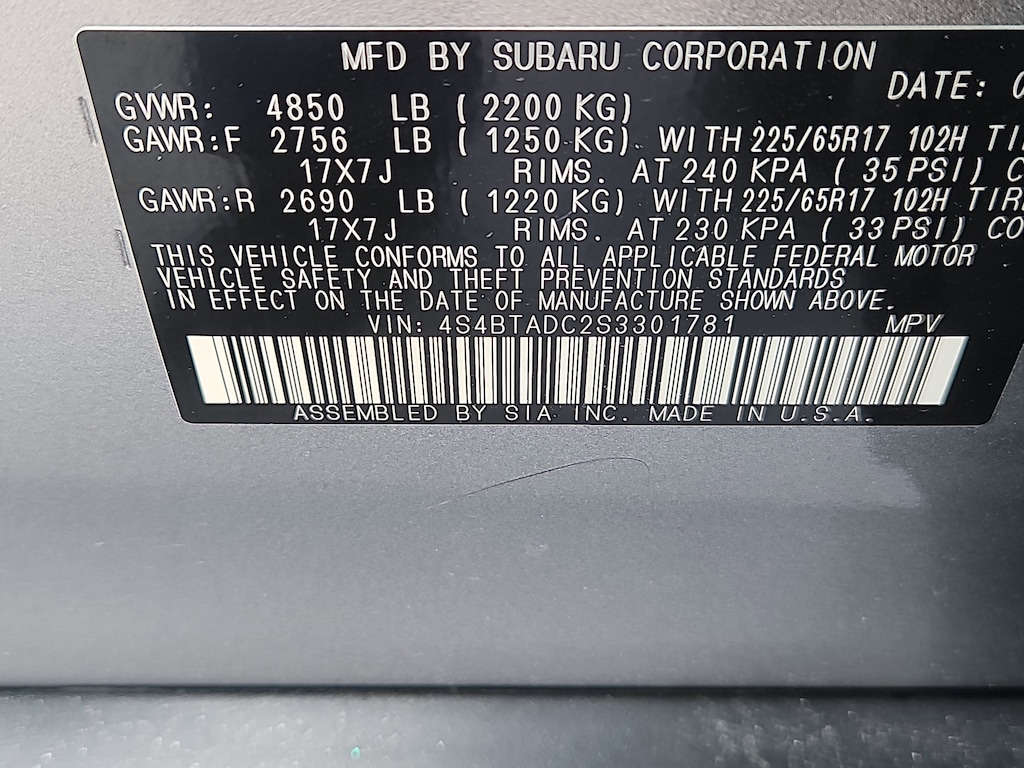 MFD BY SUBARU CORPORATION
DATE: 0
GVWR: 4850 LB (2200 KG)
GAWR:F 2756 LB (1250 KG) WITH 225/65R17 102H
17X7J RIMS. AT 240 KPA (35 PSI)
GAWR:R 2690 LB (1220 KG) WITH 225/65R17 102H TIR
17X7J RIMS. AT 230 KPA (33 PSI) CO
THIS VEHICLE CONFORMS TO ALL APPLICABLE FEDERAL MOTOR
VEHICLE SAFETY AND THEFT PREVENTION STANDARDS
IN EFFECT ON THE DATE OF MANUFACTURE SHOWN ABOVE.
VIN: 4S4BTADC2S3301781 MPV
ASSEMBLED BY SIA INC. MADE IN U.S.A.